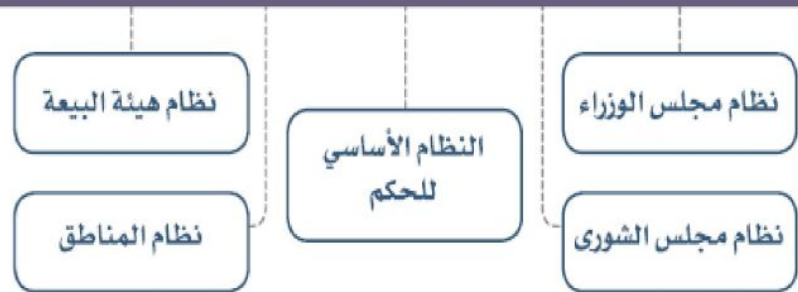 نظام مجلس الوزراء
نظام مجلس الشورى
النظام الأساسي
للحكم
نظام هيئة البيعة
نظام المناطق